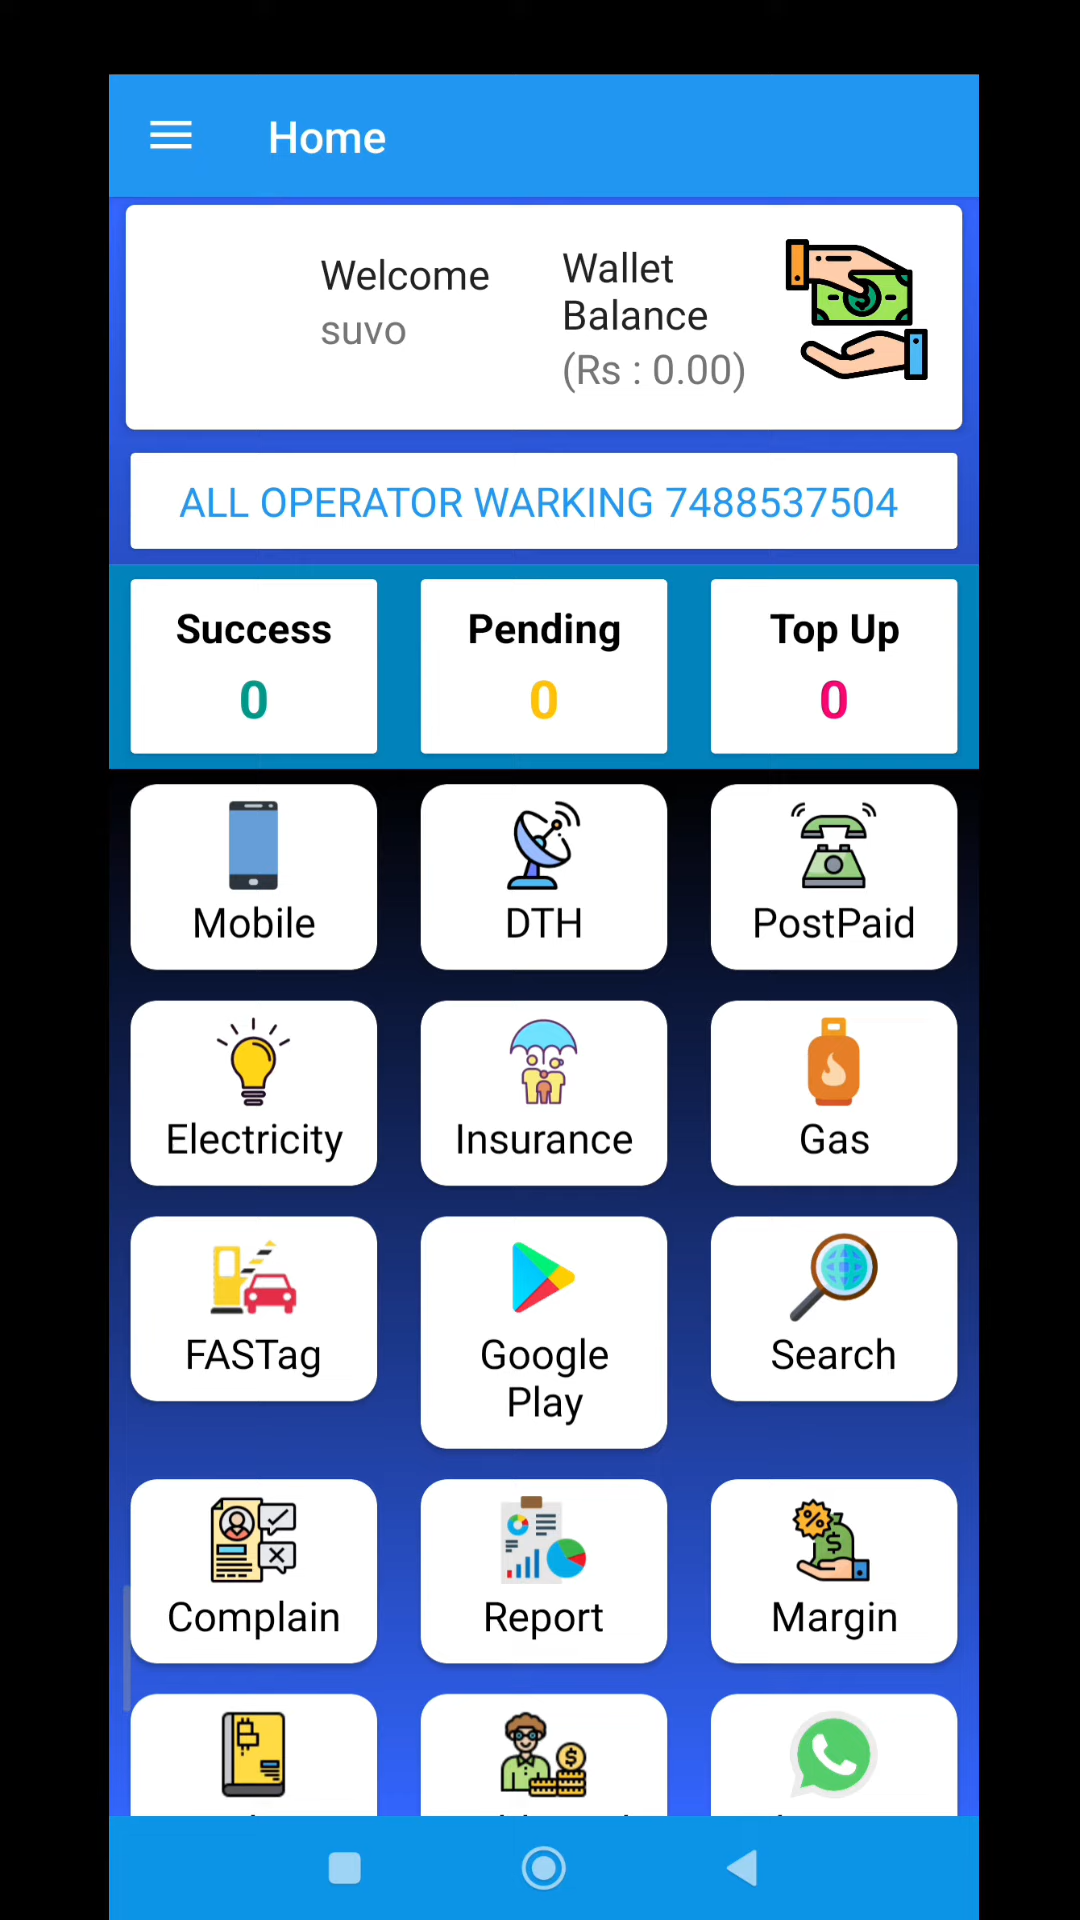 Home
Welcome
suvo
Wallet
Balance
(Rs : 0.00)
ALL OPERATOR WARKING 7488537504
Success
0
Pending
0
Top Up
0
Mobile
DTH
PostPaid
Electricity
Insurance
Gas
FASTag
Google
Play
Search
Complain
Report
Margin